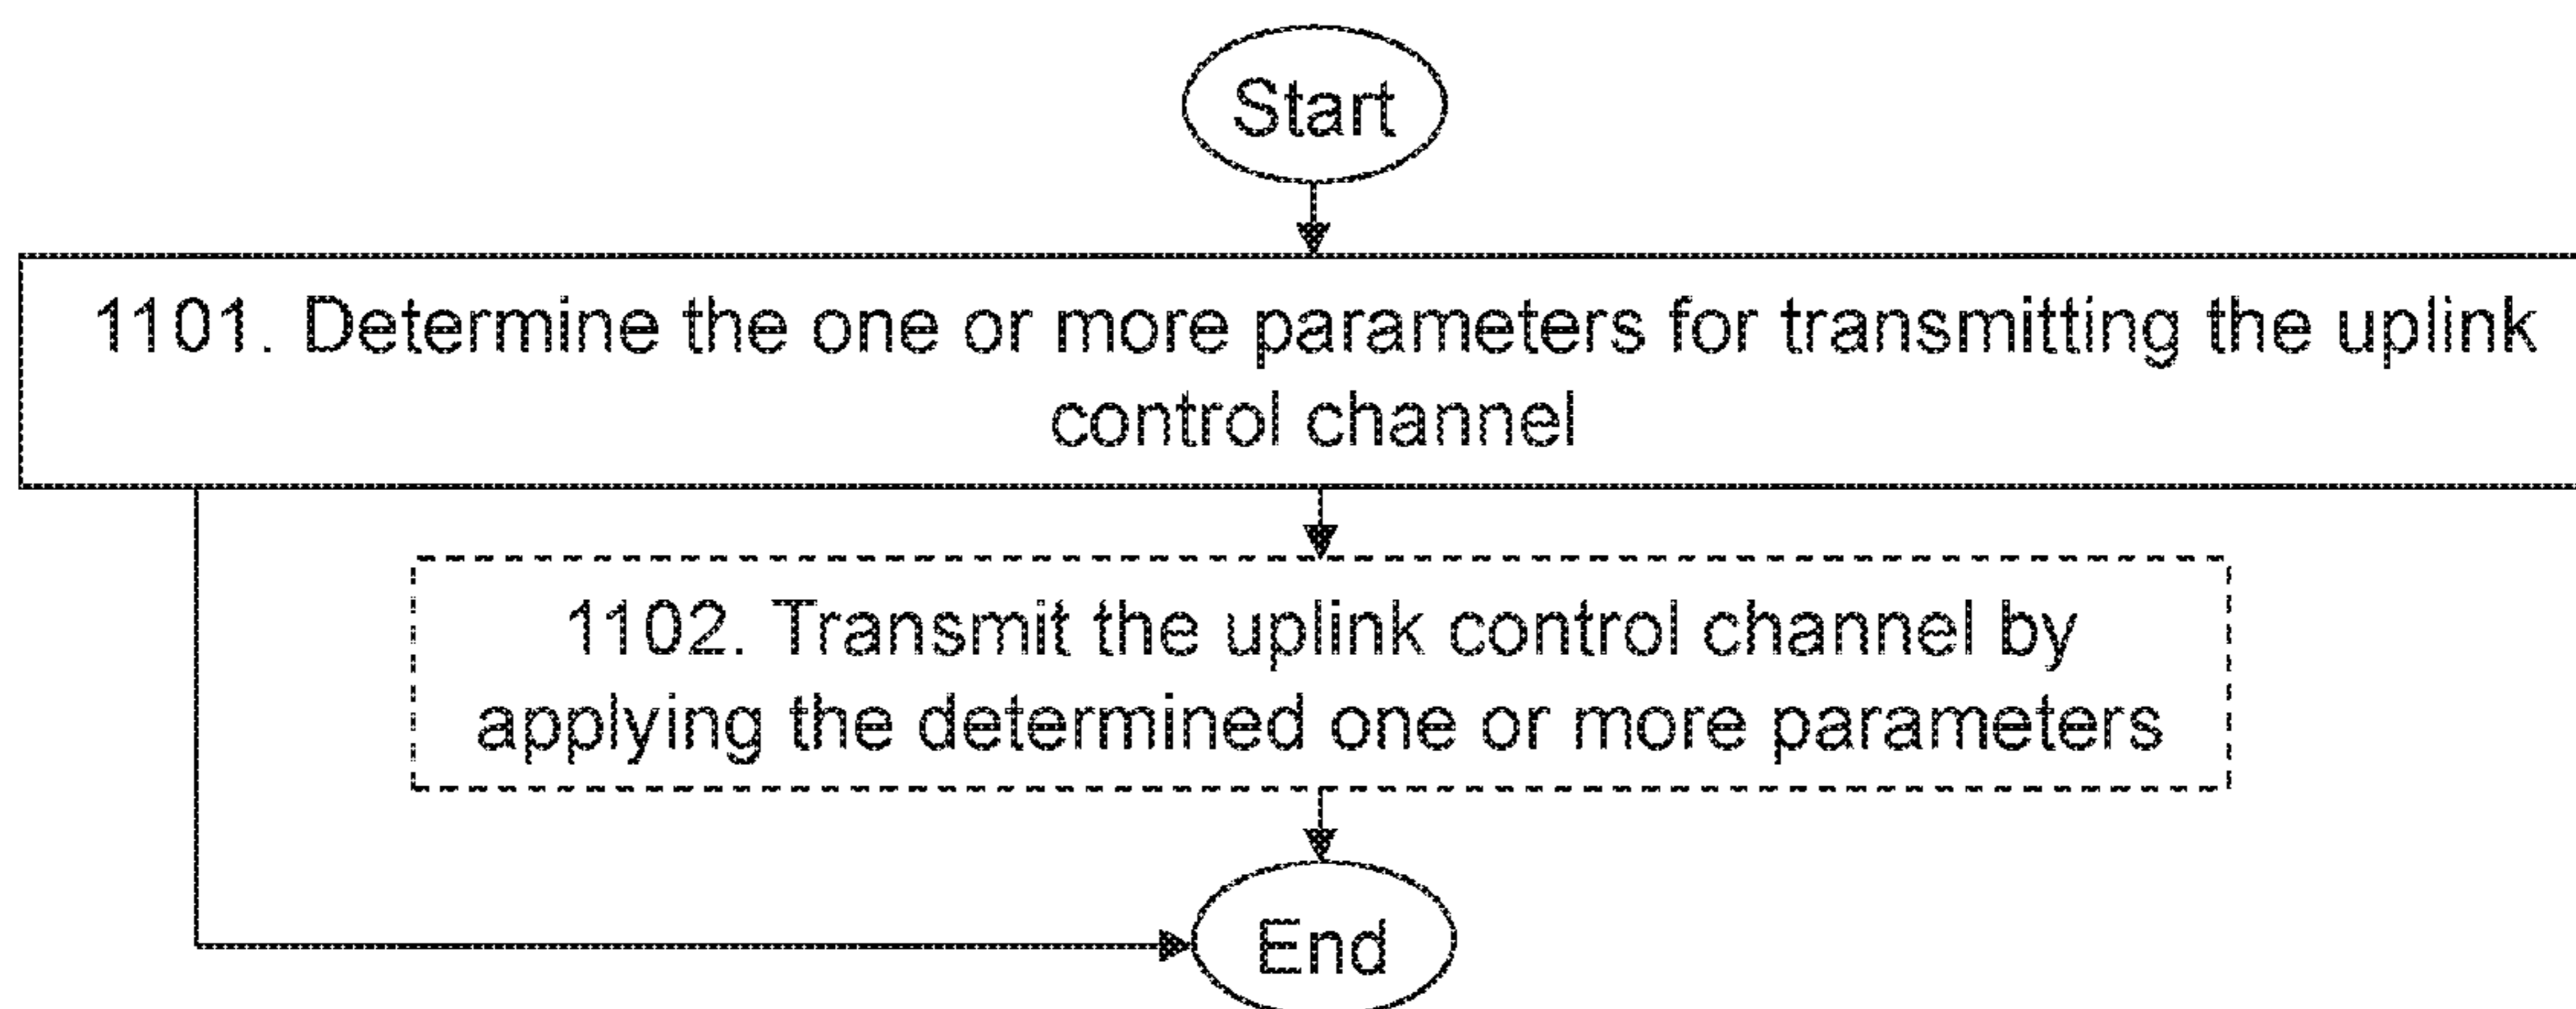 Start
1101. Determine the one or more parameters for transmitting the uplink
control channel
1102. Transmit the uplink control channel by
applying the determined one or more parameters
End